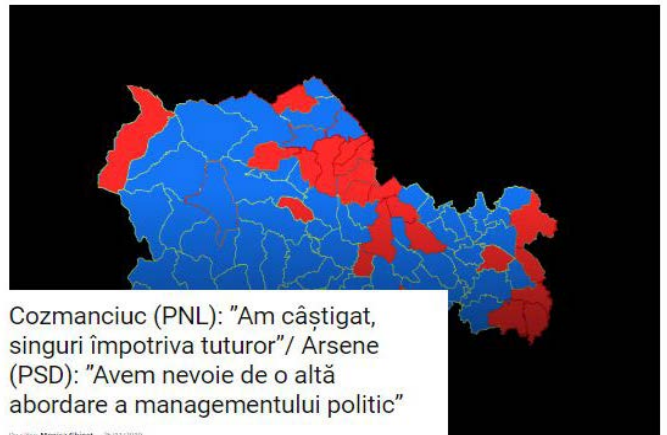 Cozmanciuc (PNL): ”Am câștigat,
singuri împotriva tuturor”/ Arsene
(PSD): ”Avem nevoie de o altă
abordare a managementului politic”